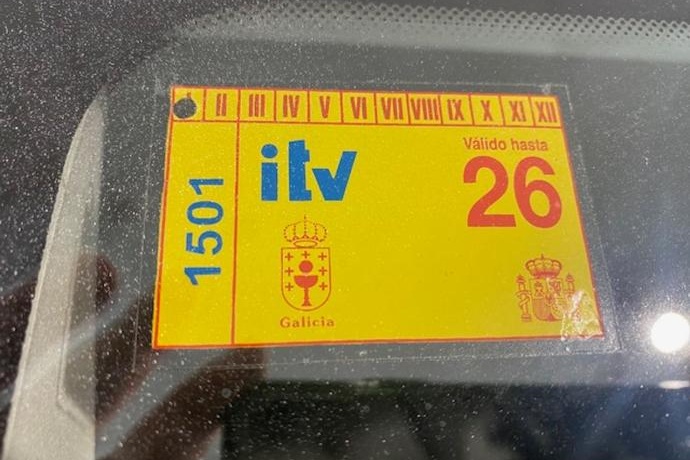 II III IV V VI VII VIII IX X XI XII
itv
Válido hasta
26
1501
Galicia